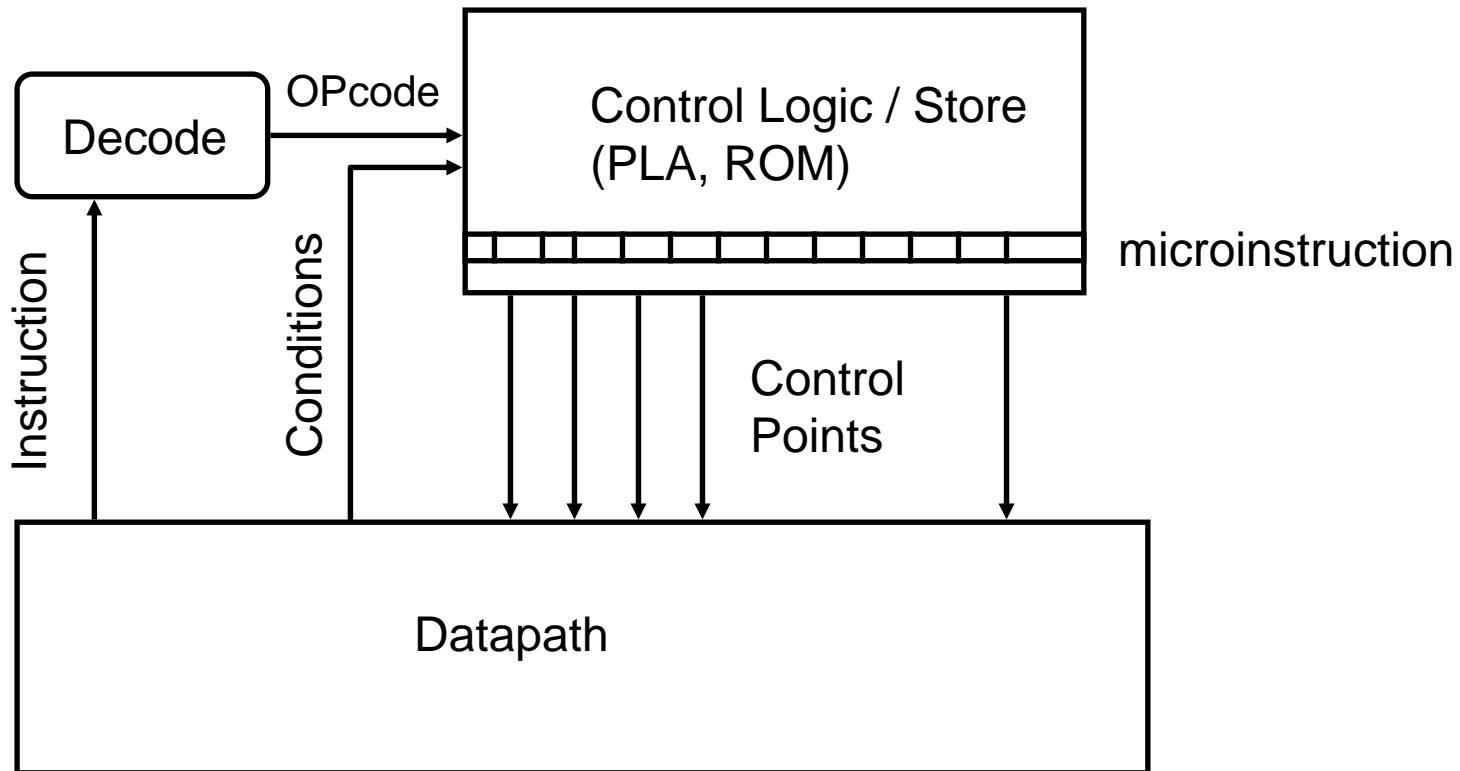 OPcode
Decode
Control Logic / Store
(PLA, ROM)
microinstruction
Instruction
Conditions
Control
Points
Datapath